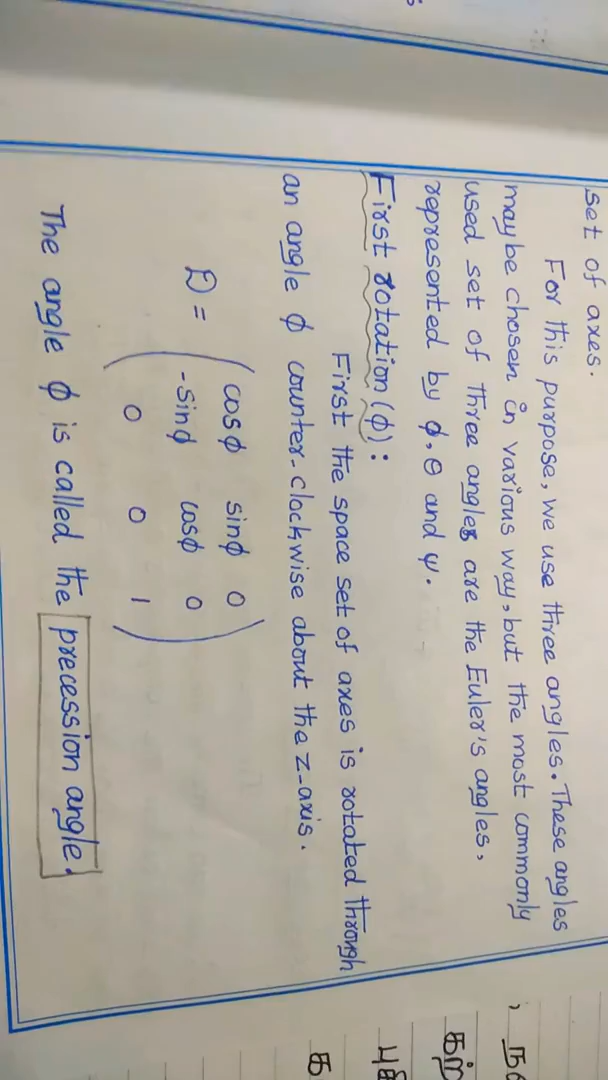 set of axes.
For this purpose, we use three angles. These angles
maybe chosen in various way, but the most commonly
used set of three angles are the Euler's angles,
represented by ϕ, θ and ψ.
First rotation (ϕ):
First the space set of axes is rotated through
an angle ϕ counter-clockwise about the z-axis.
D = ( cosϕ sinϕ 0
-sinϕ cosϕ 0
0 0 1 )
The angle ϕ is called the precession angle.